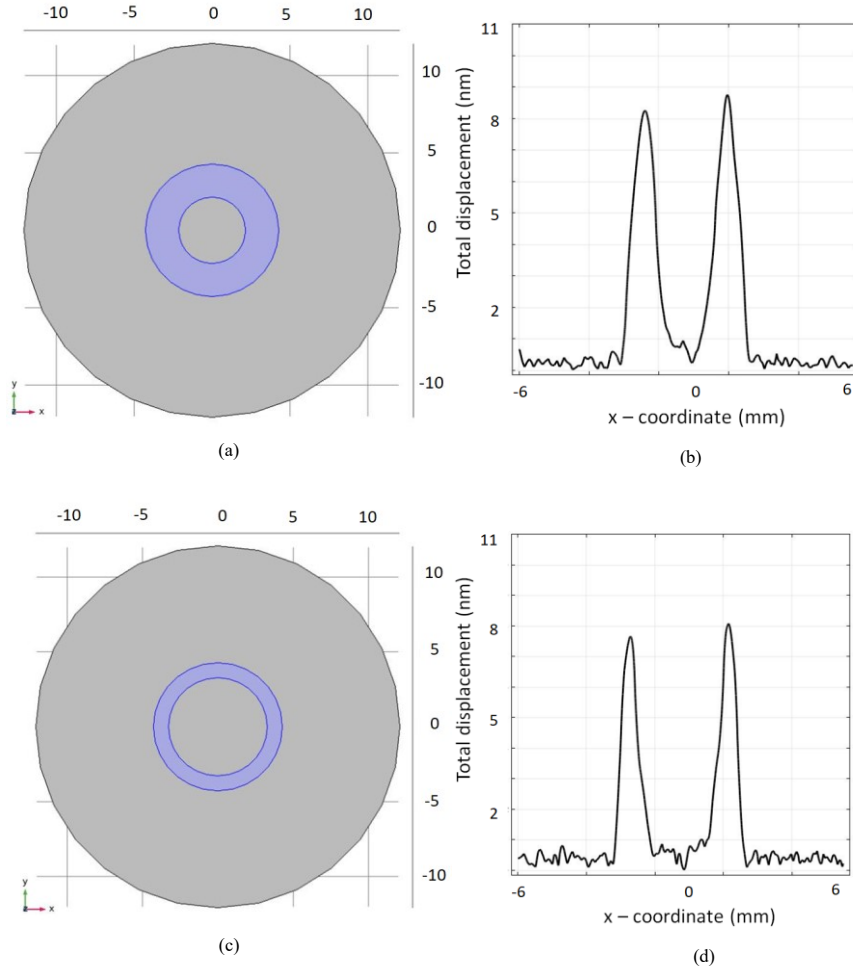 -10 -5 0 5 10
10
5
0
-5
-10
y
x
(a)
11
8
5
2
Total displacement (nm)
-6 0 6
x – coordinate (mm)
(b)
-10 -5 0 5 10
10
5
0
-5
-10
y
x
(c)
11
8
5
2
Total displacement (nm)
-6 0 6
x – coordinate (mm)
(d)